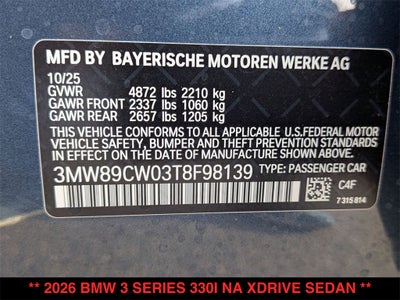 MFD BY BAYERISCHE MOTOREN WERKE AG
10/25
GVWR 4872 lbs 2210 kg
GAWR FRONT 2337 lbs 1060 kg
GAWR REAR 2657 lbs 1205 kg
THIS VEHICLE CONFORMS TO ALL APPLICABLE U.S.FEDERAL MOTOR
VEHICLE SAFETY, BUMPER, AND THEFT PREVENTION STANDARDS
IN EFFECT ON THE DATE OF MANUFACTURE SHOWN ABOVE.
3MW89CW03T8F98139 TYPE: PASSENGER CAR
C4F
7 315 814
** 2026 BMW 3 SERIES 330I NA XDRIVE SEDAN **